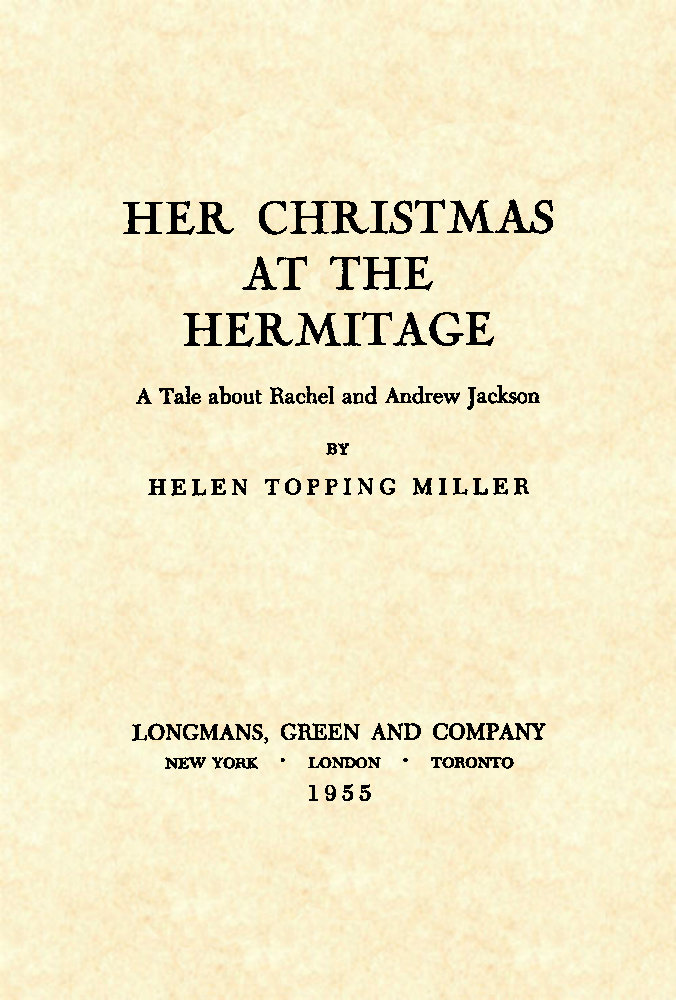 HER CHRISTMAS
AT THE
HERMITAGE
A Tale about Rachel and Andrew Jackson
BY
HELEN TOPPING MILLER
LONGMANS, GREEN AND COMPANY
NEW YORK · LONDON · TORONTO
1955